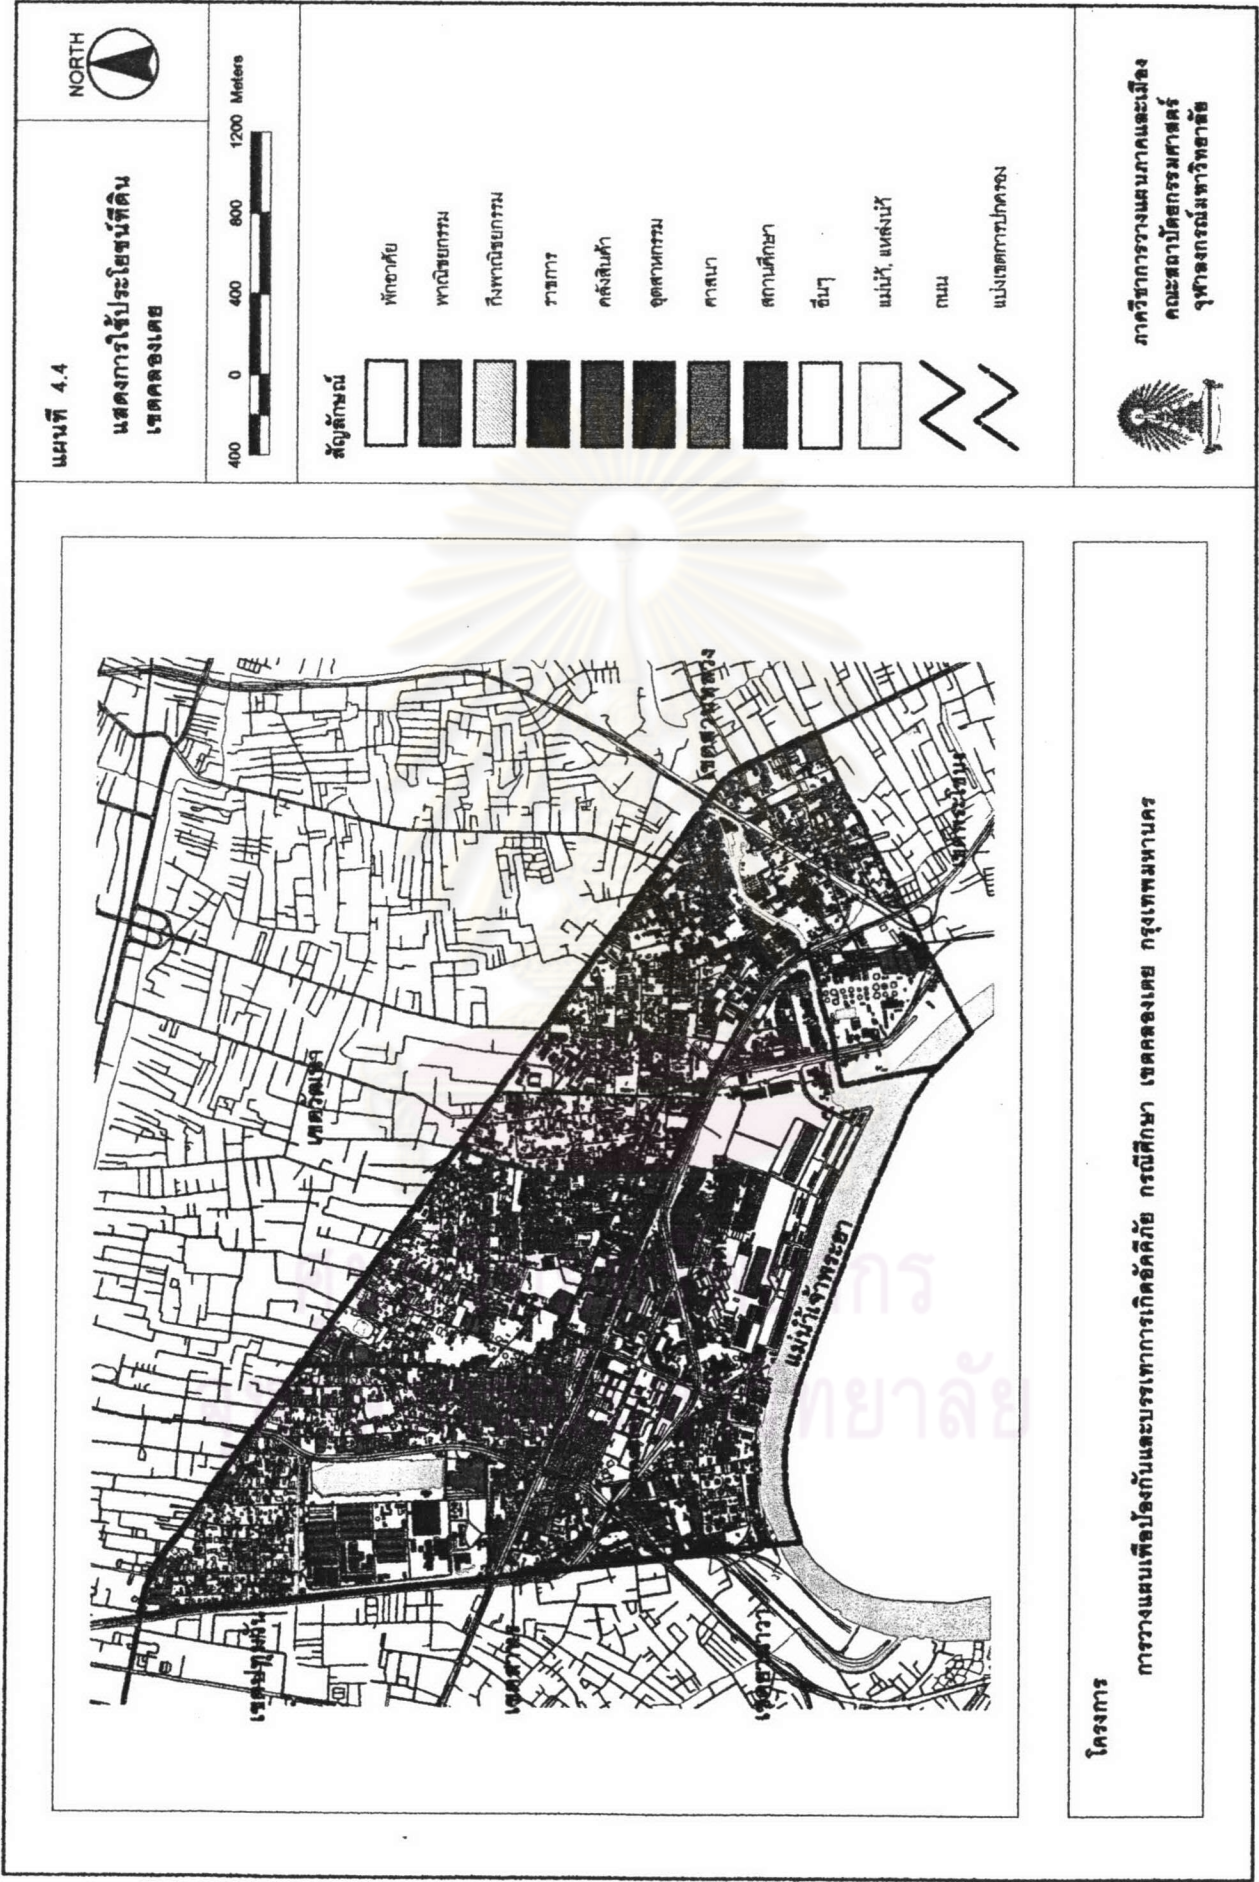 แผนที่ 4.4
แสดงการใช้ประโยชน์ที่ดิน
เขตคลองเตย
NORTH
400 0 400 800 1200 Meters
สัญลักษณ์
พักอาศัย
พาณิชยกรรม
กึ่งพาณิชยกรรม
ราชการ
คลังสินค้า
อุตสาหกรรม
ศาสนา
สถานศึกษา
อื่นๆ
แม่น้ำ, แหล่งน้ำ
ถนน
แบ่งเขตการปกครอง
ภาควิชาการวางแผนภาคและเมือง
คณะสถาปัตยกรรมศาสตร์
จุฬาลงกรณ์มหาวิทยาลัย
เขตปทุมวัน
เขตสาทร
เขตยานนาวา
เขตวัฒนา
เขตสวนหลวง
เขตพระโขนง
แม่น้ำเจ้าพระยา
โครงการ
การวางแผนเพื่อป้องกันและบรรเทาการเกิดอัคคีภัย กรณีศึกษา เขตคลองเตย กรุงเทพมหานคร